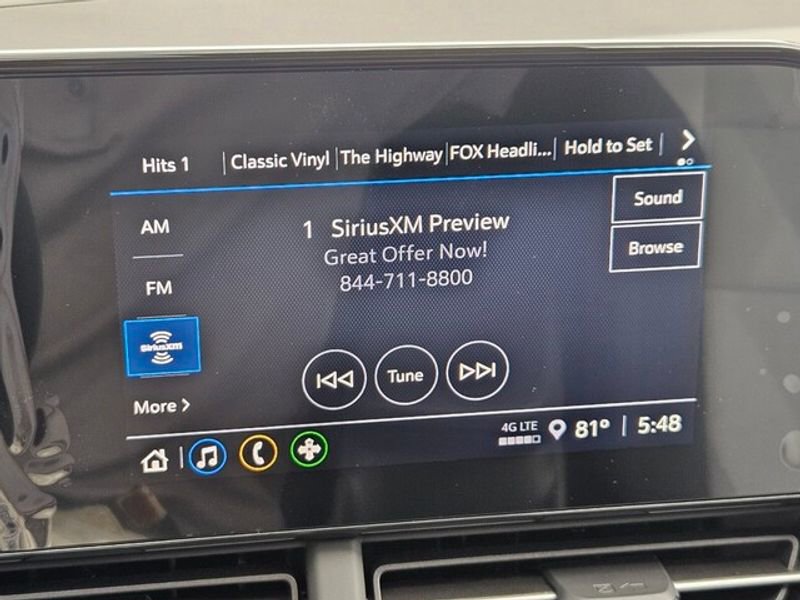 Hits 1 | Classic Vinyl | The Highway | FOX Headli... | Hold to Set |
AM
1 SiriusXM Preview
Sound
Great Offer Now!
Browse
FM
844-711-8800
SiriusXM
Tune
More >
4G LTE
81° | 5:48